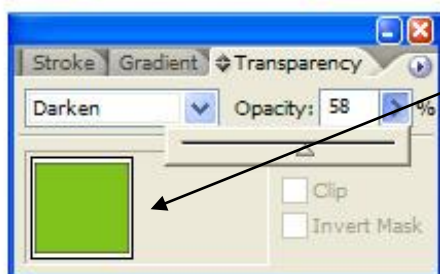 Stroke Gradient Transparency
Darken Opacity: 58 %
Clip
Invert Mask